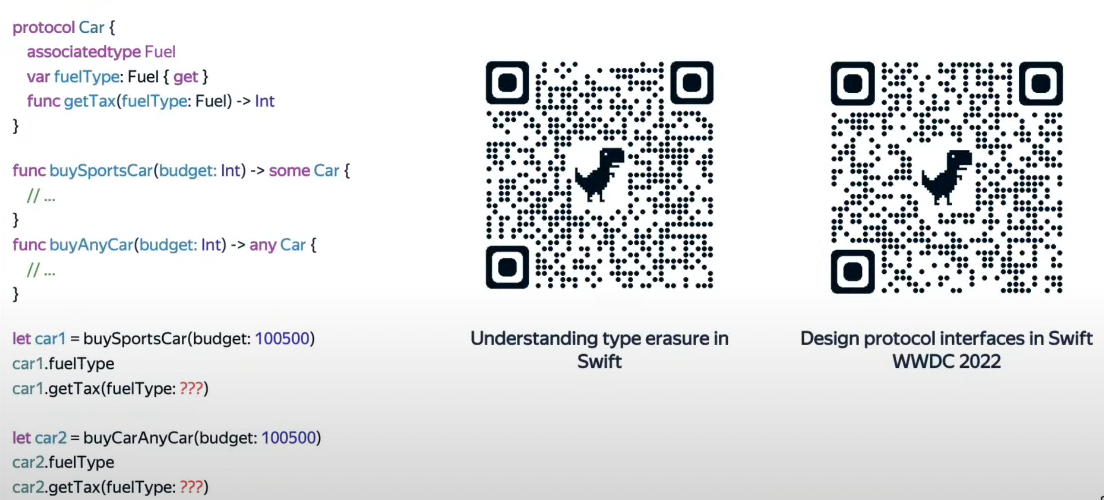 protocol Car {
associatedtype Fuel
var fuelType: Fuel { get }
func getTax(fuelType: Fuel) -> Int
}
func buySportsCar(budget: Int) -> some Car {
// ...
}
func buyAnyCar(budget: Int) -> any Car {
// ...
}
let car1 = buySportsCar(budget: 100500)
car1.fuelType
car1.getTax(fuelType: ???)
let car2 = buyCarAnyCar(budget: 100500)
car2.fuelType
car2.getTax(fuelType: ???)
Understanding type erasure in
Swift
Design protocol interfaces in Swift
WWDC 2022